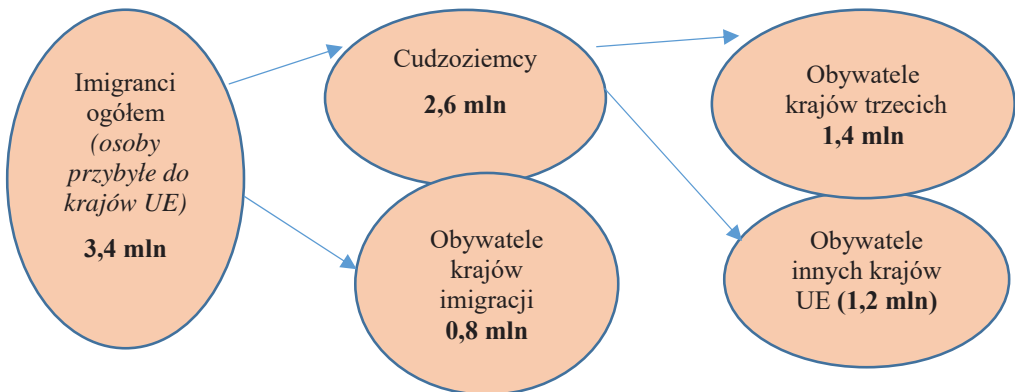 Imigranci
ogółem
(osoby
przybyłe do
krajów UE)
3,4 mln
Cudzoziemcy
2,6 mln
Obywatele
krajów
imigracji
0,8 mln
Obywatele
krajów trzecich
1,4 mln
Obywatele
innych krajów
UE (1,2 mln)